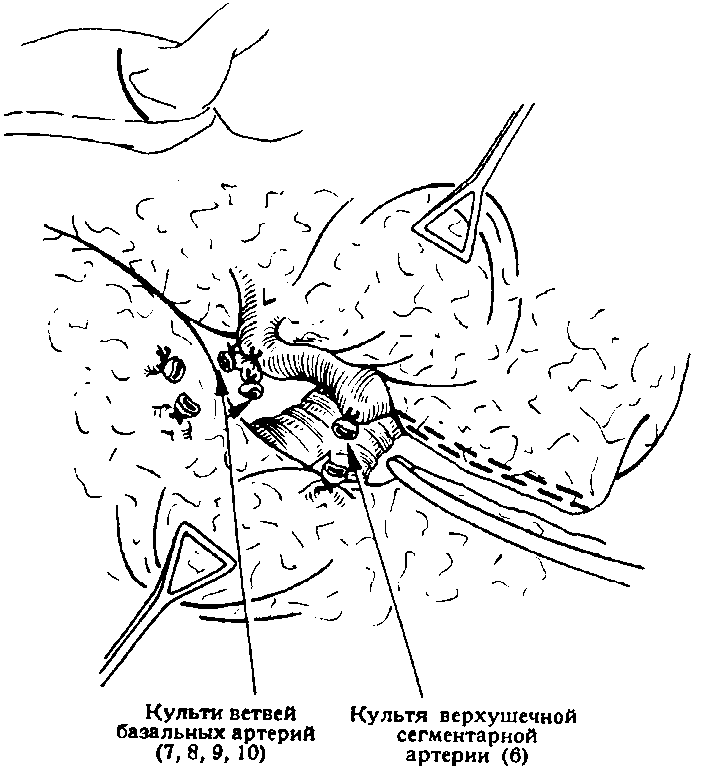 Культи ветвей
базальных артерий
(7, 8, 9, 10)
Культя верхушечной
сегментарной
артерии (6)